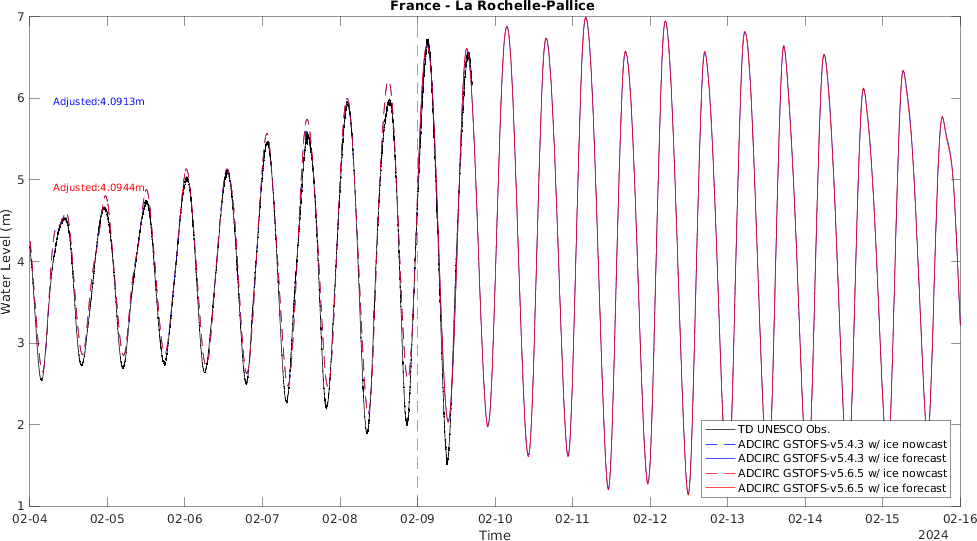 France - La Rochelle-Pallice
7
6
5
4
3
2
1
Water Level (m)
Adjusted:4.0913m
Adjusted:4.0944m
TD UNESCO Obs.
ADCIRC GSTOFS-v5.4.3 w/ ice nowcast
ADCIRC GSTOFS-v5.4.3 w/ ice forecast
ADCIRC GSTOFS-v5.6.5 w/ ice nowcast
ADCIRC GSTOFS-v5.6.5 w/ ice forecast
02-04 02-05 02-06 02-07 02-08 02-09 02-10 02-11 02-12 02-13 02-14 02-15 02-16
Time
2024